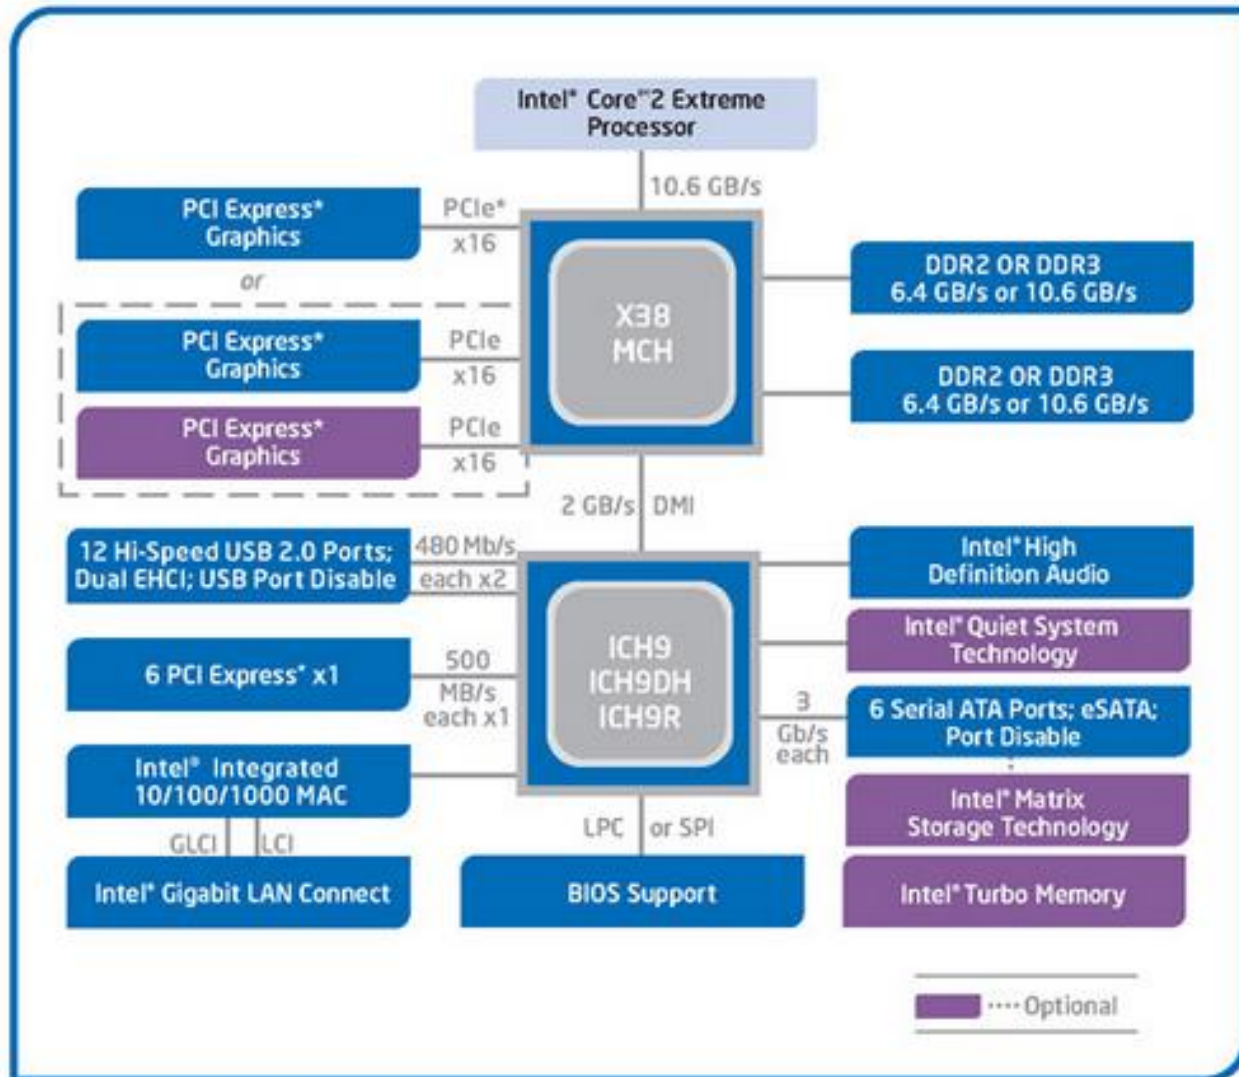 Intel® Core™2 Extreme
Processor
10.6 GB/s
PCI Express*
Graphics
PCIe*
x16
or
PCI Express*
Graphics
PCIe
x16
PCI Express*
Graphics
PCIe
x16
X38
MCH
DDR2 OR DDR3
6.4 GB/s or 10.6 GB/s
DDR2 OR DDR3
6.4 GB/s or 10.6 GB/s
2 GB/s DMI
12 Hi-Speed USB 2.0 Ports;
Dual EHCI; USB Port Disable
480 Mb/s
each x2
6 PCI Express* x1
500
MB/s
each x1
Intel® Integrated
10/100/1000 MAC
GLCI LCI
Intel® Gigabit LAN Connect
ICH9
ICH9DH
ICH9R
LPC or SPI
BIOS Support
Intel® High
Definition Audio
Intel® Quiet System
Technology
3
Gb/s
each
6 Serial ATA Ports; eSATA;
Port Disable
Intel® Matrix
Storage Technology
Intel® Turbo Memory
Optional